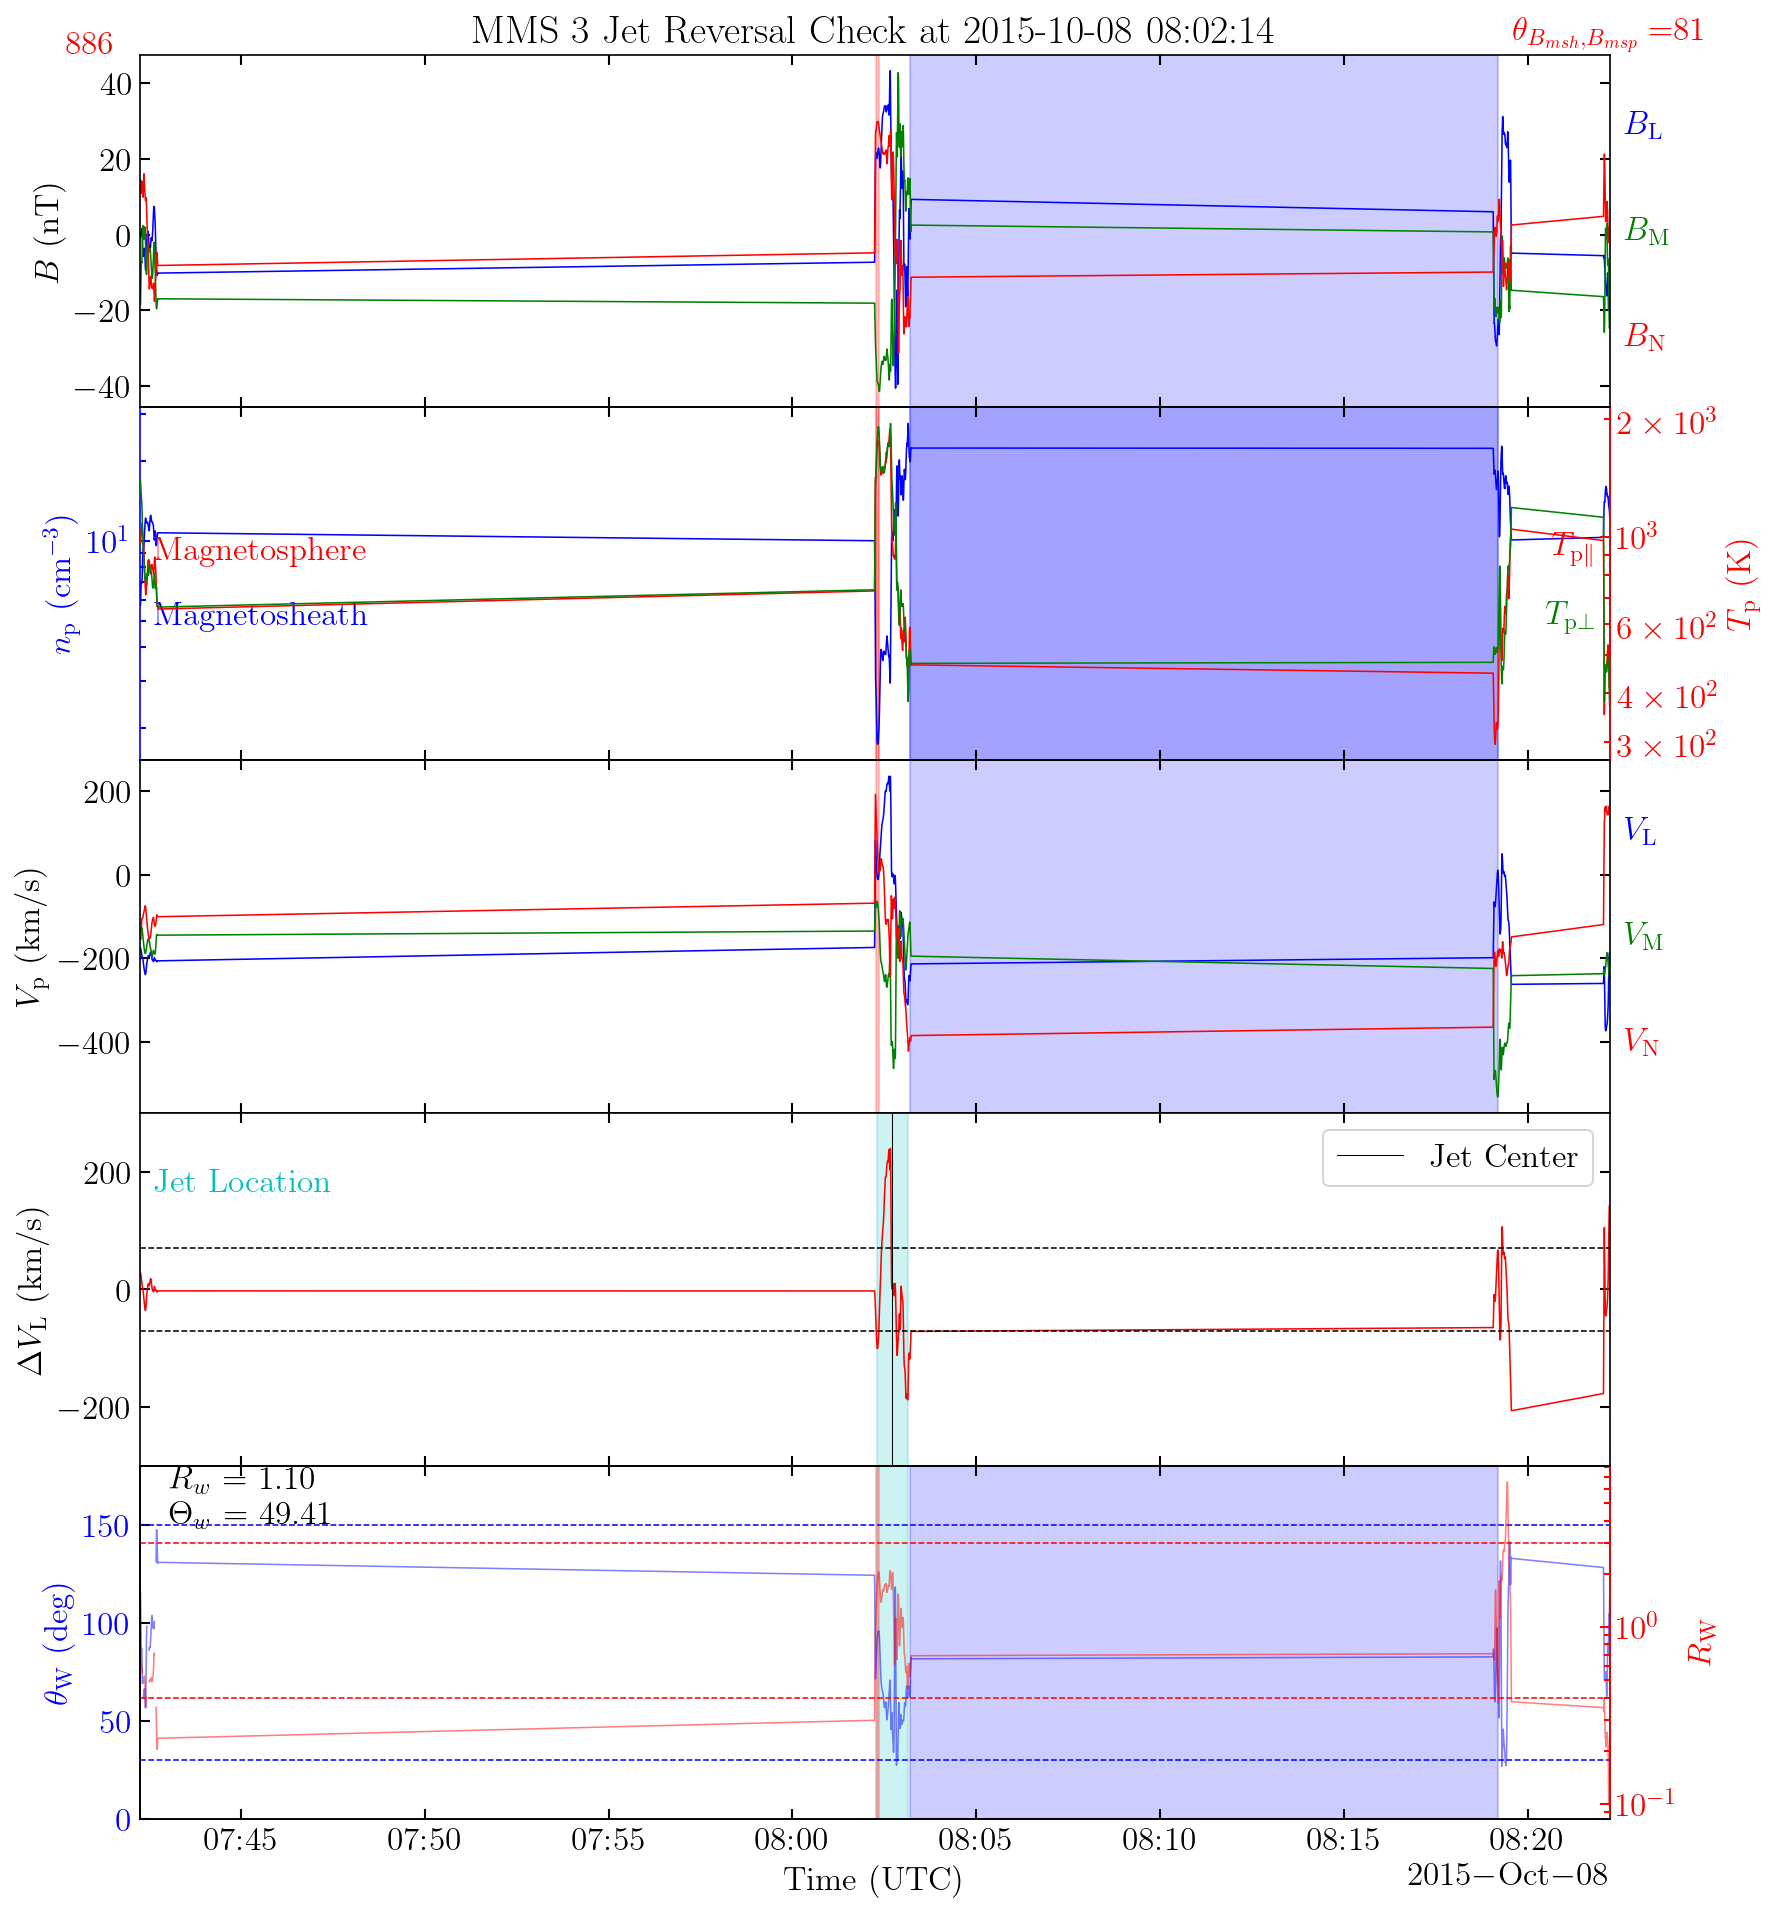 886
MMS 3 Jet Reversal Check at 2015-10-08 08:02:14
θ_{B_{msh},B_{msp}} =81
40
20
0
−20
−40
B (nT)
B_L
B_M
B_N
10^1
n_p (cm^{−3})
Magnetosphere
Magnetosheath
2 × 10^3
10^3
6 × 10^2
4 × 10^2
3 × 10^2
T_p (K)
T_{p∥}
T_{p⊥}
200
0
−200
−400
V_p (km/s)
V_L
V_M
V_N
200
0
−200
ΔV_L (km/s)
Jet Location
Jet Center
R_w = 1.10
Θ_w = 49.41
150
100
50
0
θ_W (deg)
10^0
10^{−1}
R_W
07:45
07:50
07:55
08:00
08:05
08:10
08:15
08:20
2015−Oct−08
Time (UTC)